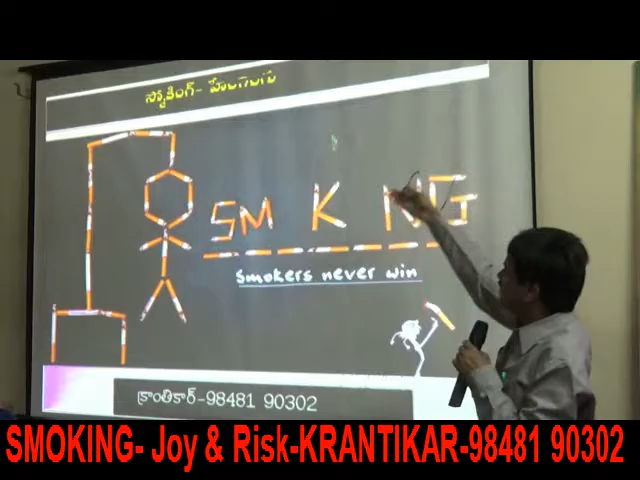 స్మోకింగ్-
SM K NG
Smokers never win
క్రాంతికార్-98481 90302
SMOKING- Joy & Risk-KRANTIKAR-98481 90302